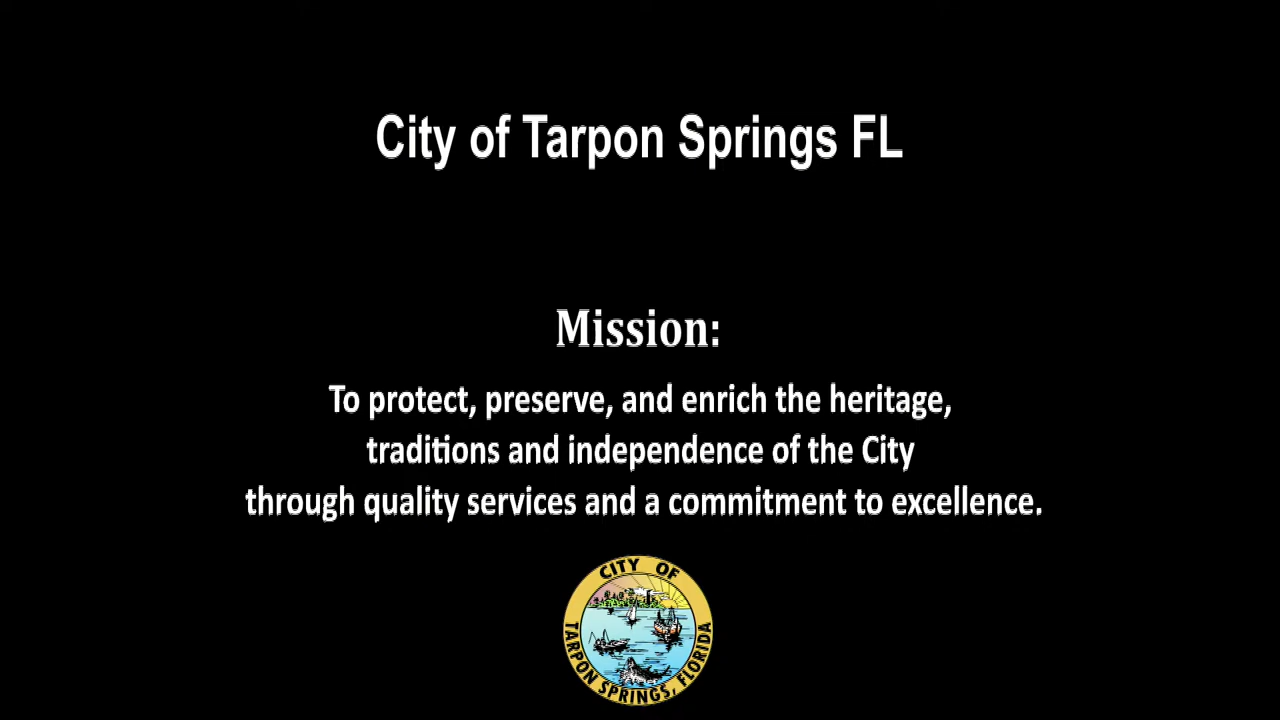 City of Tarpon Springs FL
Mission:
To protect, preserve, and enrich the heritage,
traditions and independence of the City
through quality services and a commitment to excellence.
CITY OF
TARPON SPRINGS, FLORIDA